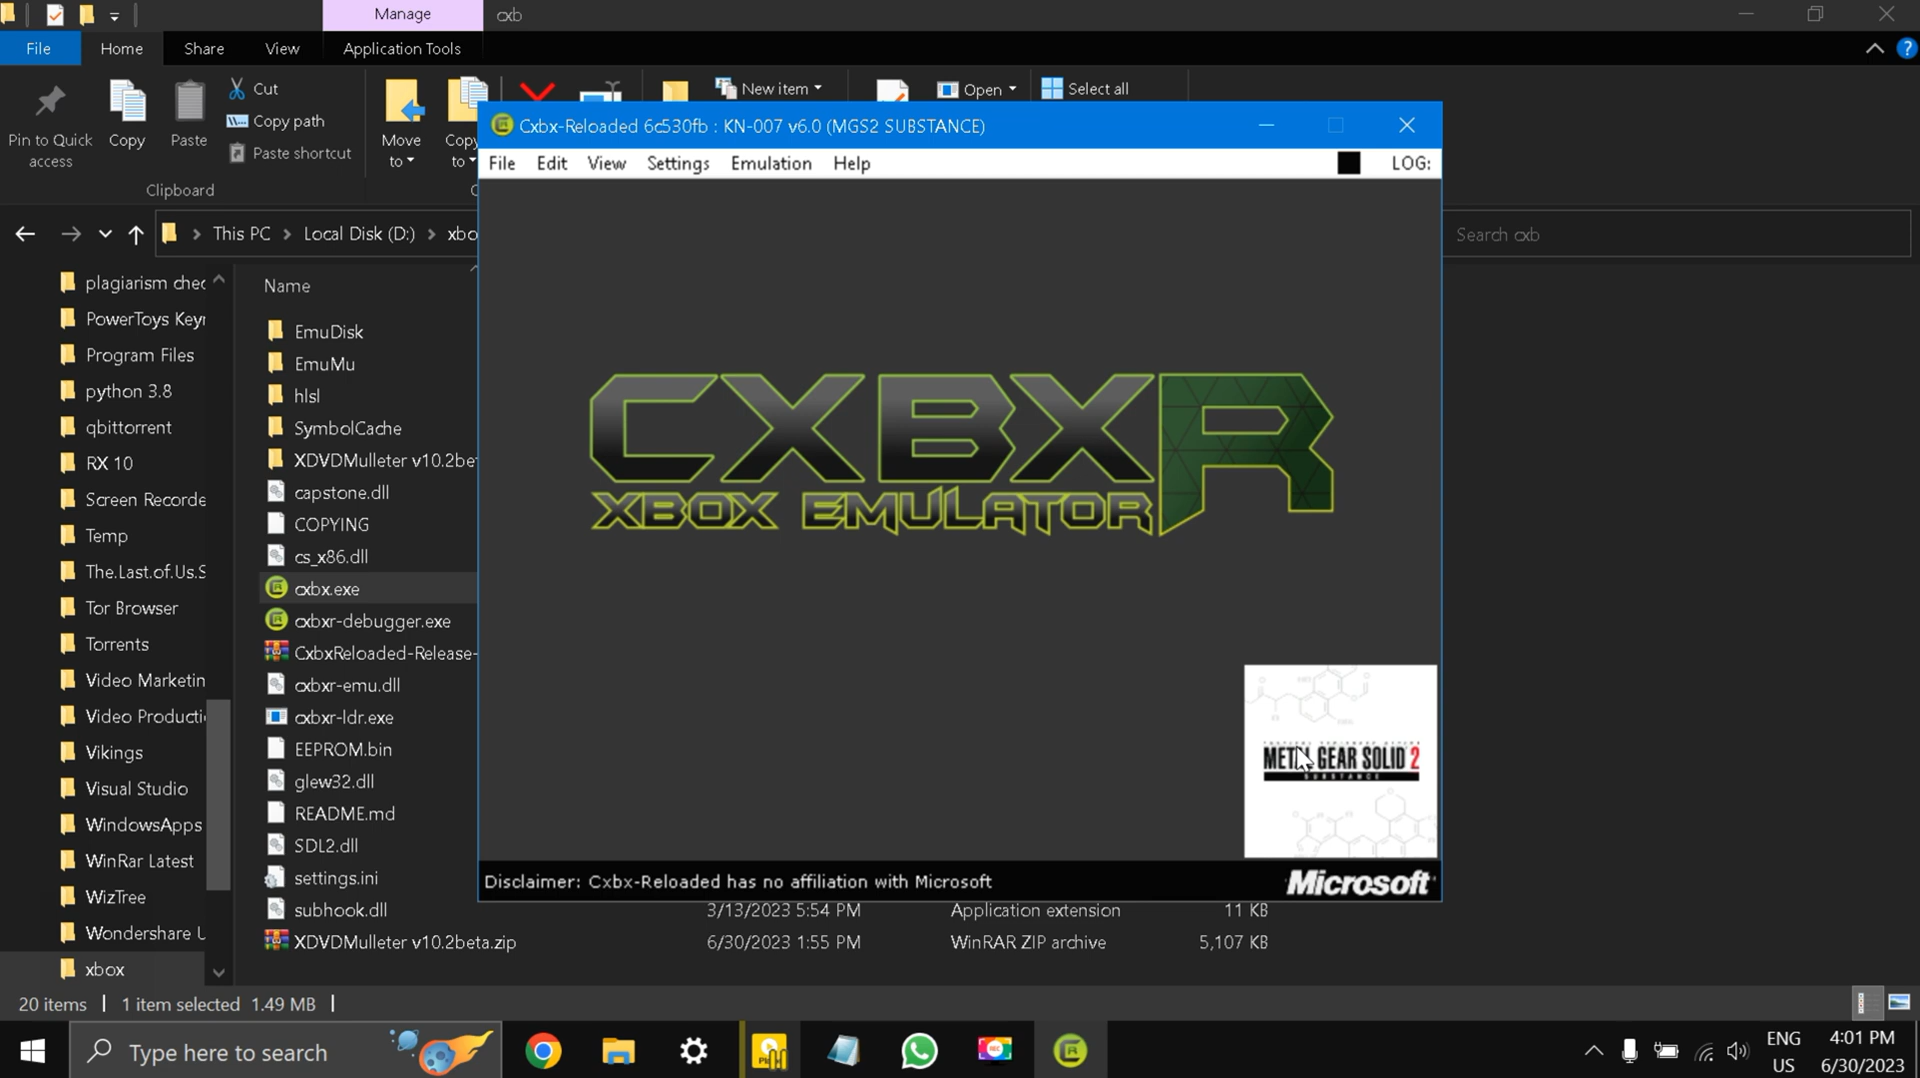 Manage
cxb
File
Home
Share
View
Application Tools
Pin to Quick access
Copy
Paste
Cut
Copy path
Paste shortcut
Clipboard
Move to
Copy to
New item
Open
Select all
This PC
Local Disk (D:)
xbo
Search cxb
plagiarism chec
PowerToys Keyr
Program Files
python 3.8
qbittorrent
RX 10
Screen Recorde
Temp
The.Last.of.Us.S
Tor Browser
Torrents
Video Marketin
Video Producti
Vikings
Visual Studio
WindowsApps
WinRar Latest
WizTree
Wondershare U
xbox
Name
EmuDisk
EmuMu
hlsl
SymbolCache
XDVDMulleter v10.2bet
capstone.dll
COPYING
cs_x86.dll
cxbx.exe
cxbxr-debugger.exe
CxbxReloaded-Release-
cxbxr-emu.dll
cxbxr-ldr.exe
EEPROM.bin
glew32.dll
README.md
SDL2.dll
settings.ini
subhook.dll 3/13/2023 5:54 PM Application extension 11 KB
XDVDMulleter v10.2beta.zip 6/30/2023 1:55 PM WinRAR ZIP archive 5,107 KB
Cxbx-Reloaded 6c530fb : KN-007 v6.0 (MGS2 SUBSTANCE)
File Edit View Settings Emulation Help LOG:
CXBXR
XBOX EMULATOR
METAL GEAR SOLID 2
SUBSTANCE
Disclaimer: Cxbx-Reloaded has no affiliation with Microsoft
Microsoft
20 items 1 item selected 1.49 MB
Type here to search
ENG
US
4:01 PM
6/30/2023